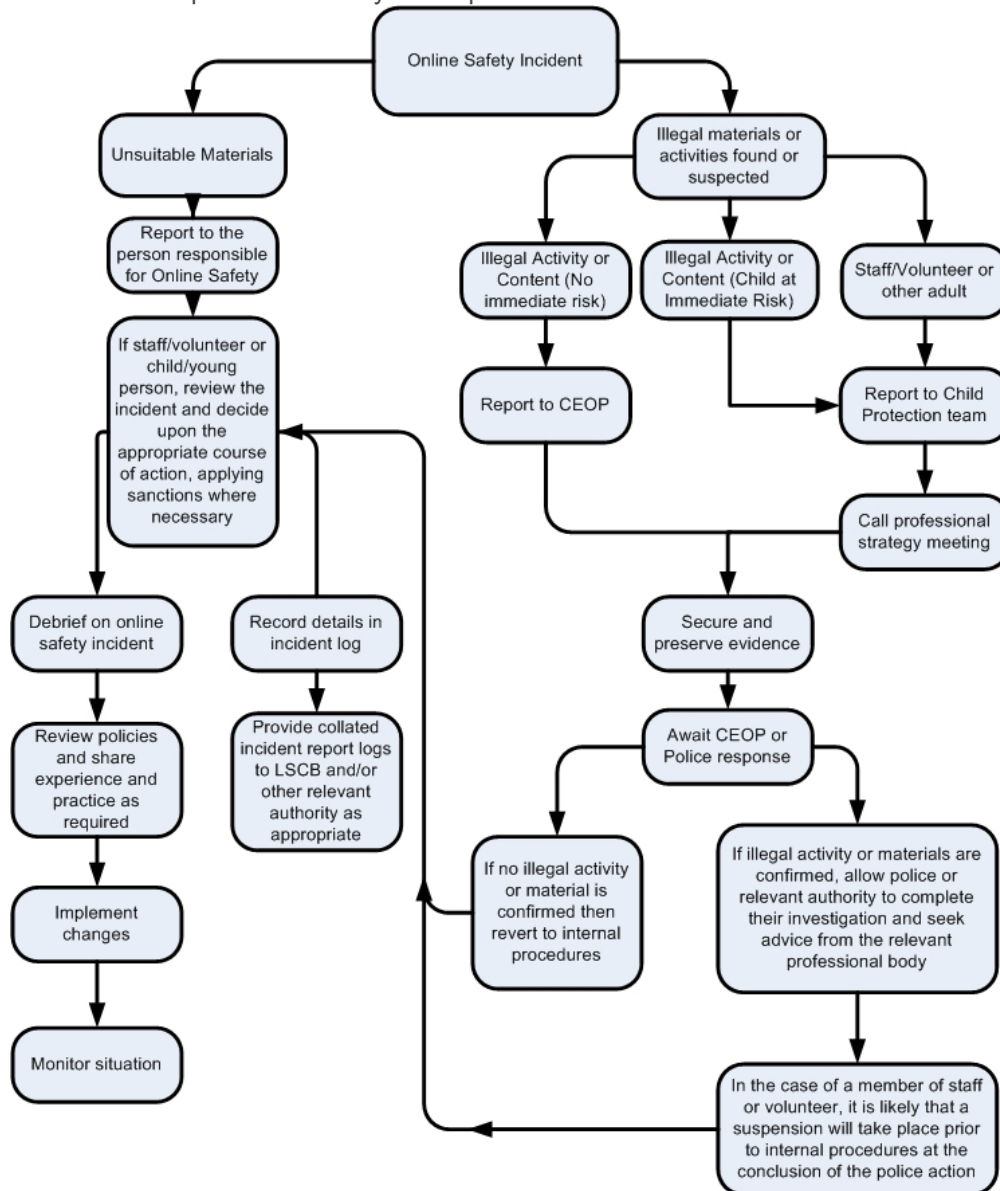 Online Safety Incident
Unsuitable Materials
Report to the
person responsible
for Online Safety
If staff/volunteer or
child/young
person, review the
incident and decide
upon the
appropriate course
of action, applying
sanctions where
necessary
Debrief on online
safety incident
Review policies
and share
experience and
practice as
required
Implement
changes
Monitor situation
Record details in
incident log
Provide collated
incident report logs
to LSCB and/or
other relevant
authority as
appropriate
Illegal materials or
activities found or
suspected
Illegal Activity or
Content (No
immediate risk)
Illegal Activity or
Content (Child at
Immediate Risk)
Staff/Volunteer or
other adult
Report to CEOP
Report to Child
Protection team
Call professional
strategy meeting
Secure and
preserve evidence
Await CEOP or
Police response
If no illegal activity
or material is
confirmed then
revert to internal
procedures
If illegal activity or materials are
confirmed, allow police or
relevant authority to complete
their investigation and seek
advice from the relevant
professional body
In the case of a member of staff
or volunteer, it is likely that a
suspension will take place prior
to internal procedures at the
conclusion of the police action